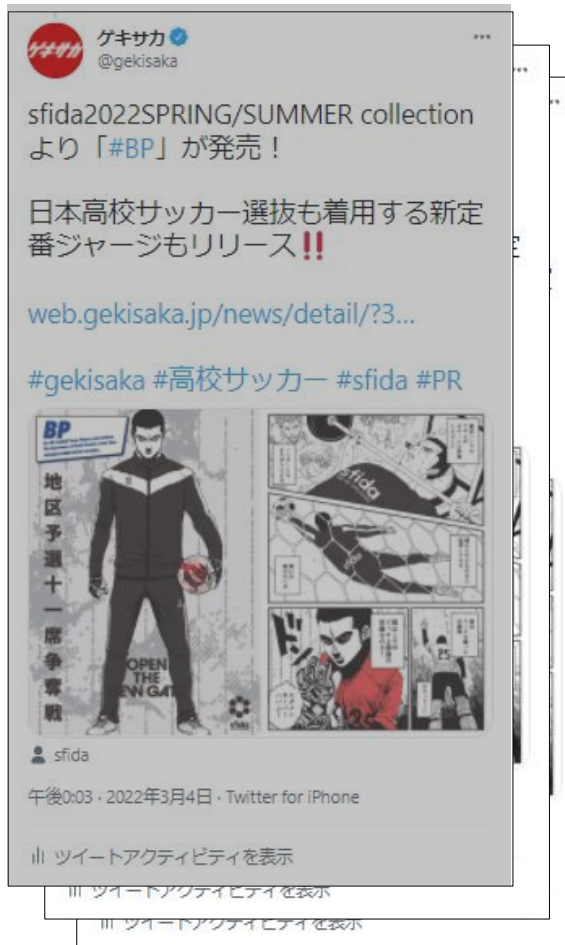 ゲキサカ
@gekisaka
sfida2022SPRING/SUMMER collection
より「#BP」が発売！
日本高校サッカー選抜も着用する新定
番ジャージもリリース‼
web.gekisaka.jp/news/detail/?3...
#gekisaka #高校サッカー #sfida #PR
BP
地区予選十一席争奪戦
OPEN
THE
sfida
sfida
ドン
25
sfida
午後0:03 · 2022年3月4日 · Twitter for iPhone
ツイートアクティビティを表示
ツイートアクティビティを表示
ツイートアクティビティを表示